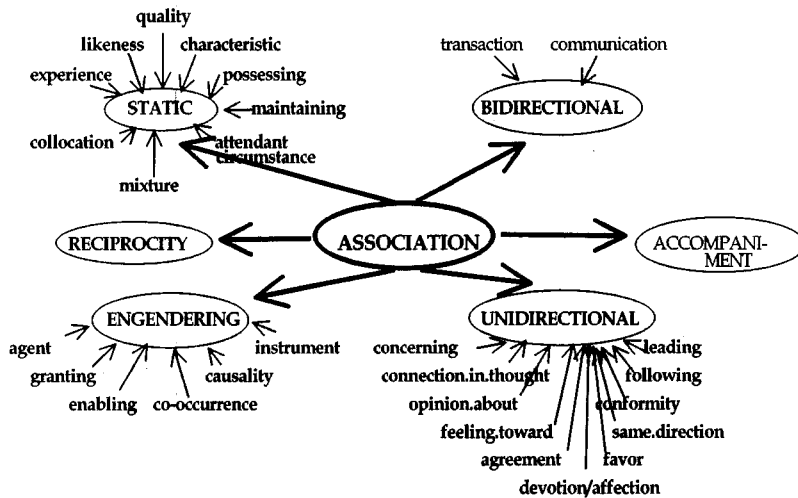 quality
likeness
characteristic
experience
possessing
STATIC
maintaining
collocation
attendant
circumstance
mixture
transaction
communication
BIDIRECTIONAL
RECIPROCITY
ASSOCIATION
ACCOMPANI-
MENT
ENGENDERING
agent
instrument
granting
causality
enabling
co-occurrence
UNIDIRECTIONAL
concerning
leading
connection.in.thought
following
opinion.about
conformity
feeling.toward
same.direction
agreement
favor
devotion/affection